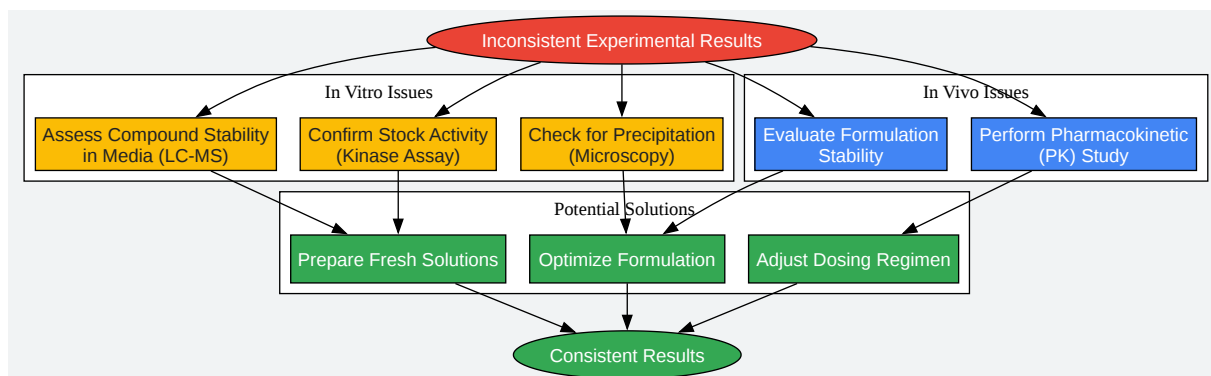 Inconsistent Experimental Results
In Vitro Issues
In Vivo Issues
Assess Compound Stability
in Media (LC-MS)
Confirm Stock Activity
(Kinase Assay)
Check for Precipitation
(Microscopy)
Evaluate Formulation
Stability
Perform Pharmacokinetic
(PK) Study
Potential Solutions
Prepare Fresh Solutions
Optimize Formulation
Adjust Dosing Regimen
Consistent Results